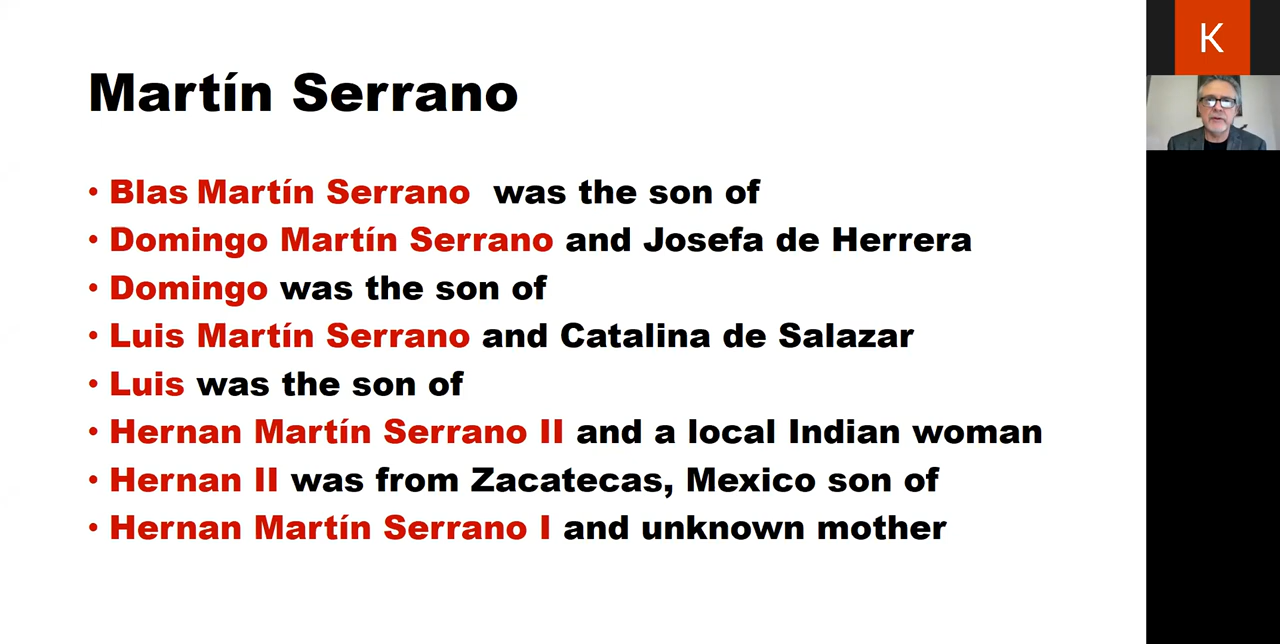 Martín Serrano
• Blas Martín Serrano was the son of
• Domingo Martín Serrano and Josefa de Herrera
• Domingo was the son of
• Luis Martín Serrano and Catalina de Salazar
• Luis was the son of
• Hernan Martín Serrano II and a local Indian woman
• Hernan II was from Zacatecas, Mexico son of
• Hernan Martín Serrano I and unknown mother
K